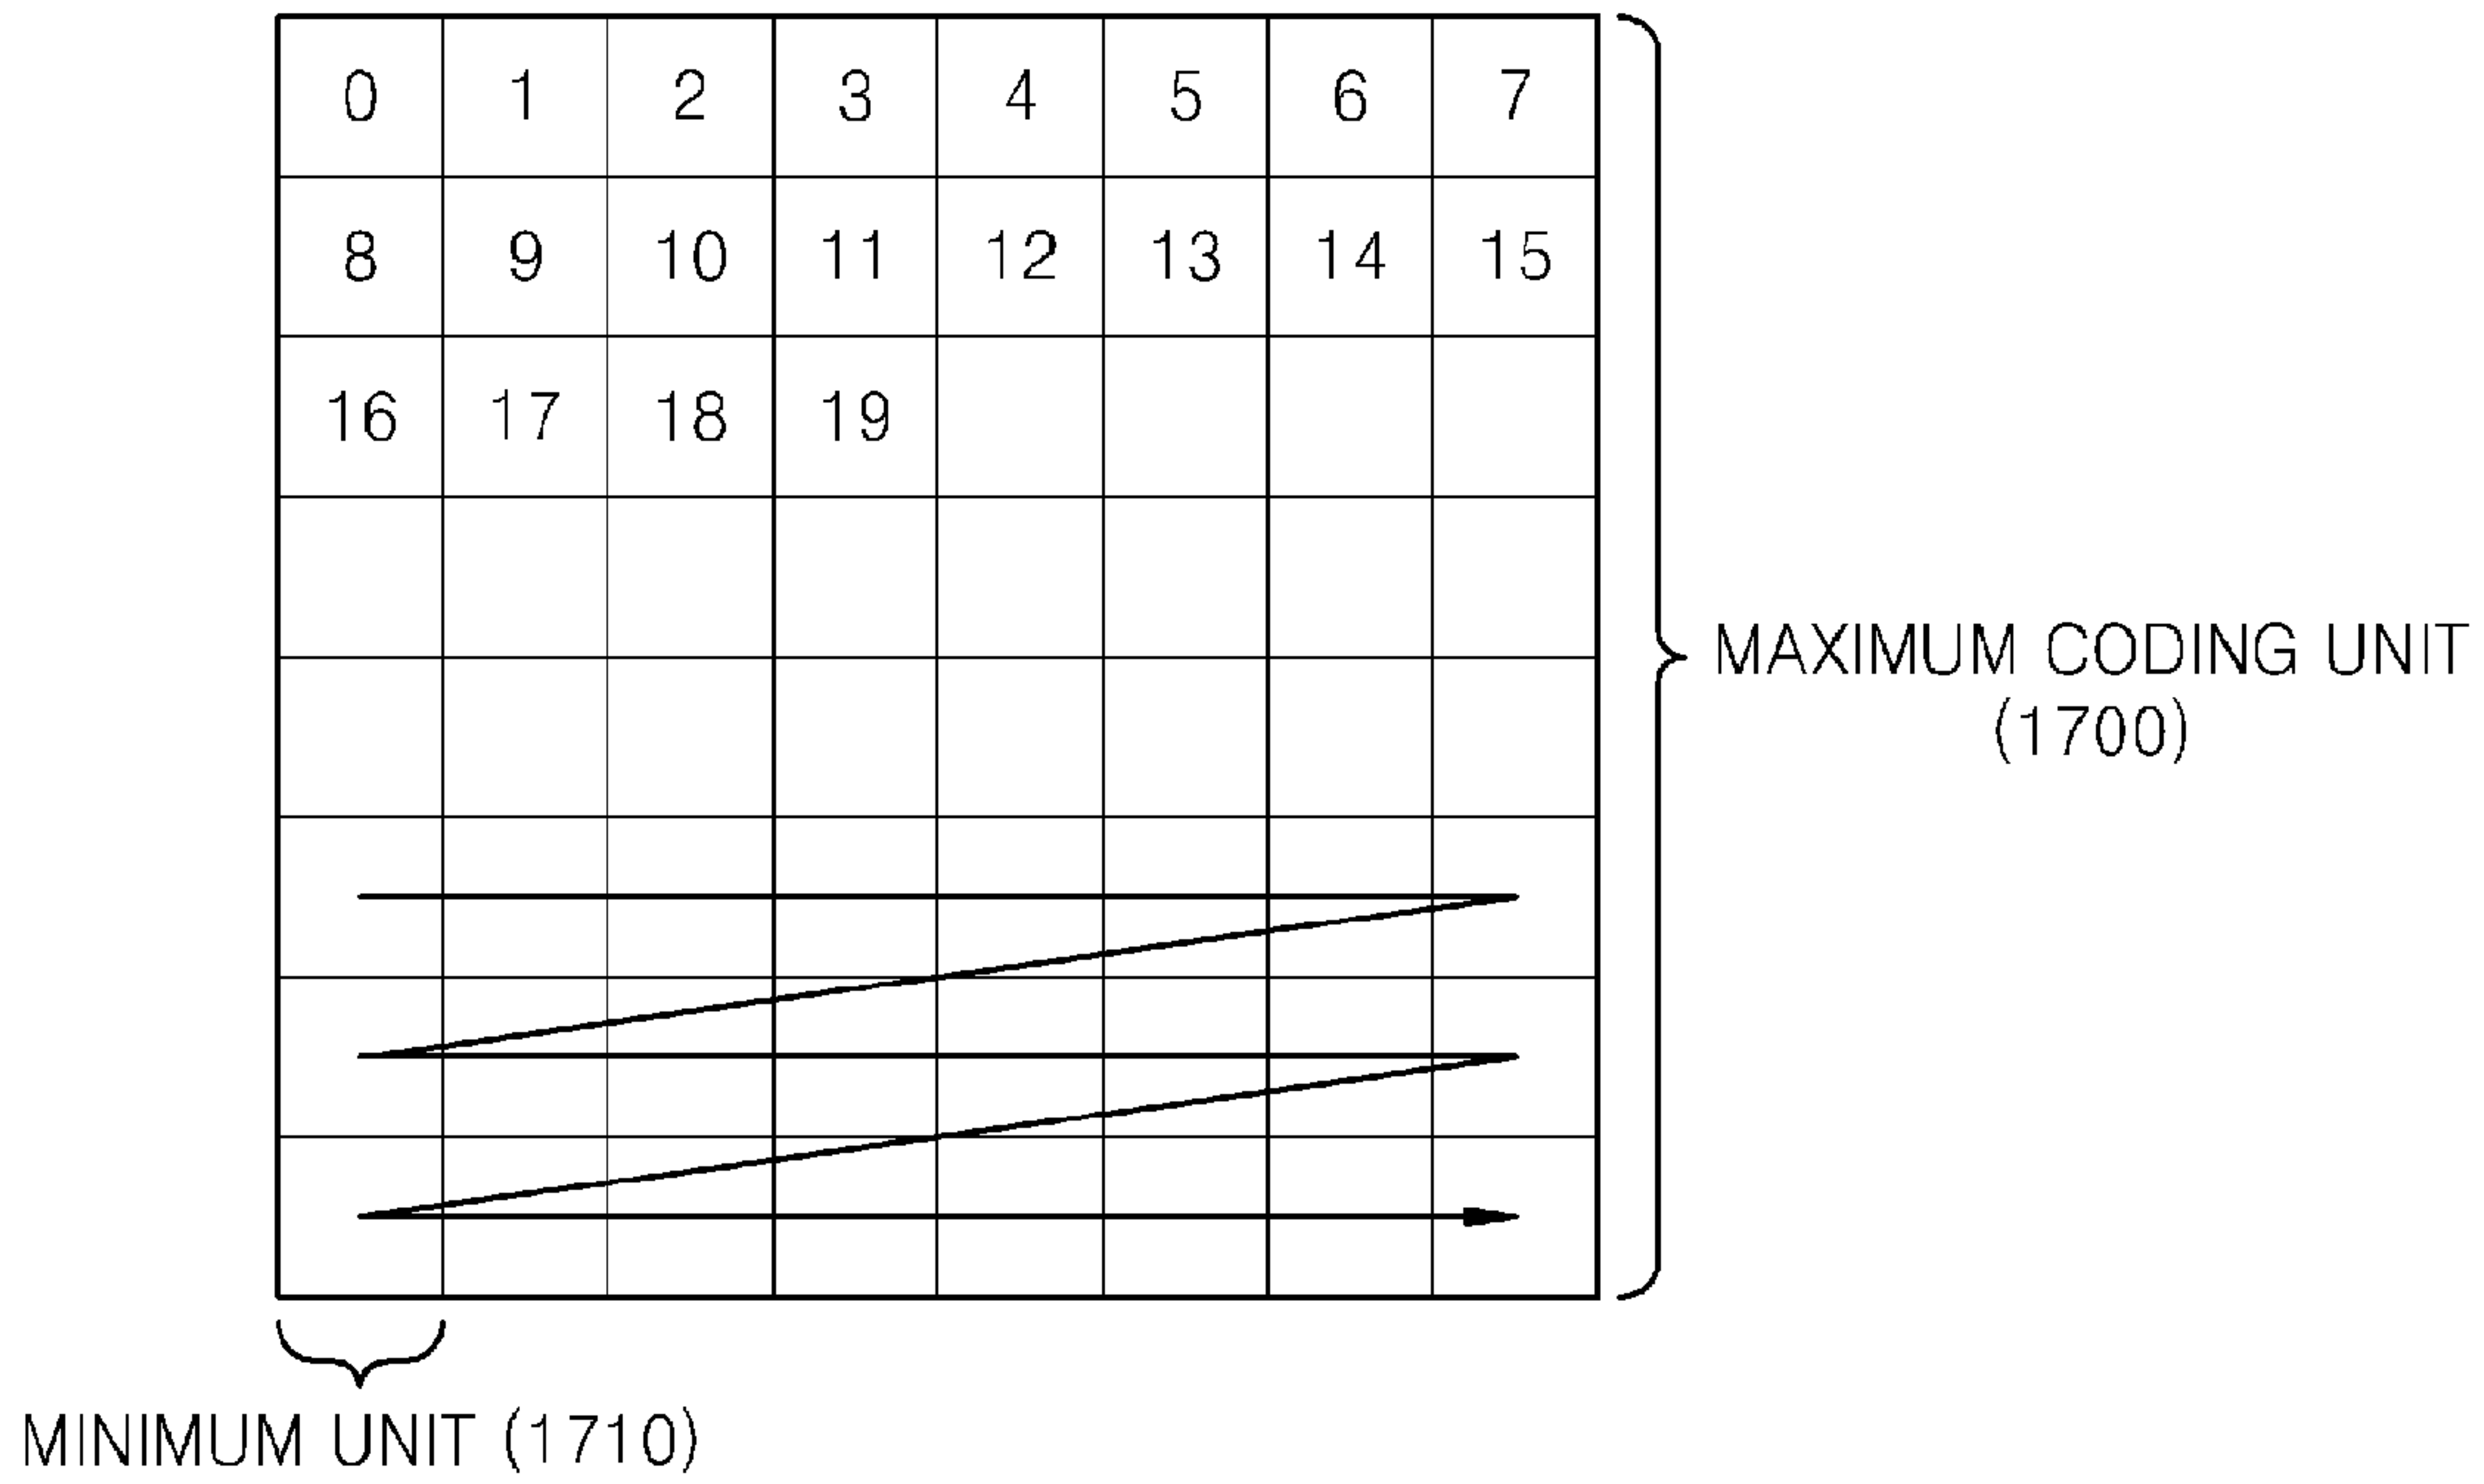 0 1 2 3 4 5 6 7
8 9 10 11 12 13 14 15
16 17 18 19
MAXIMUM CODING UNIT
(1700)
MINIMUM UNIT (1710)